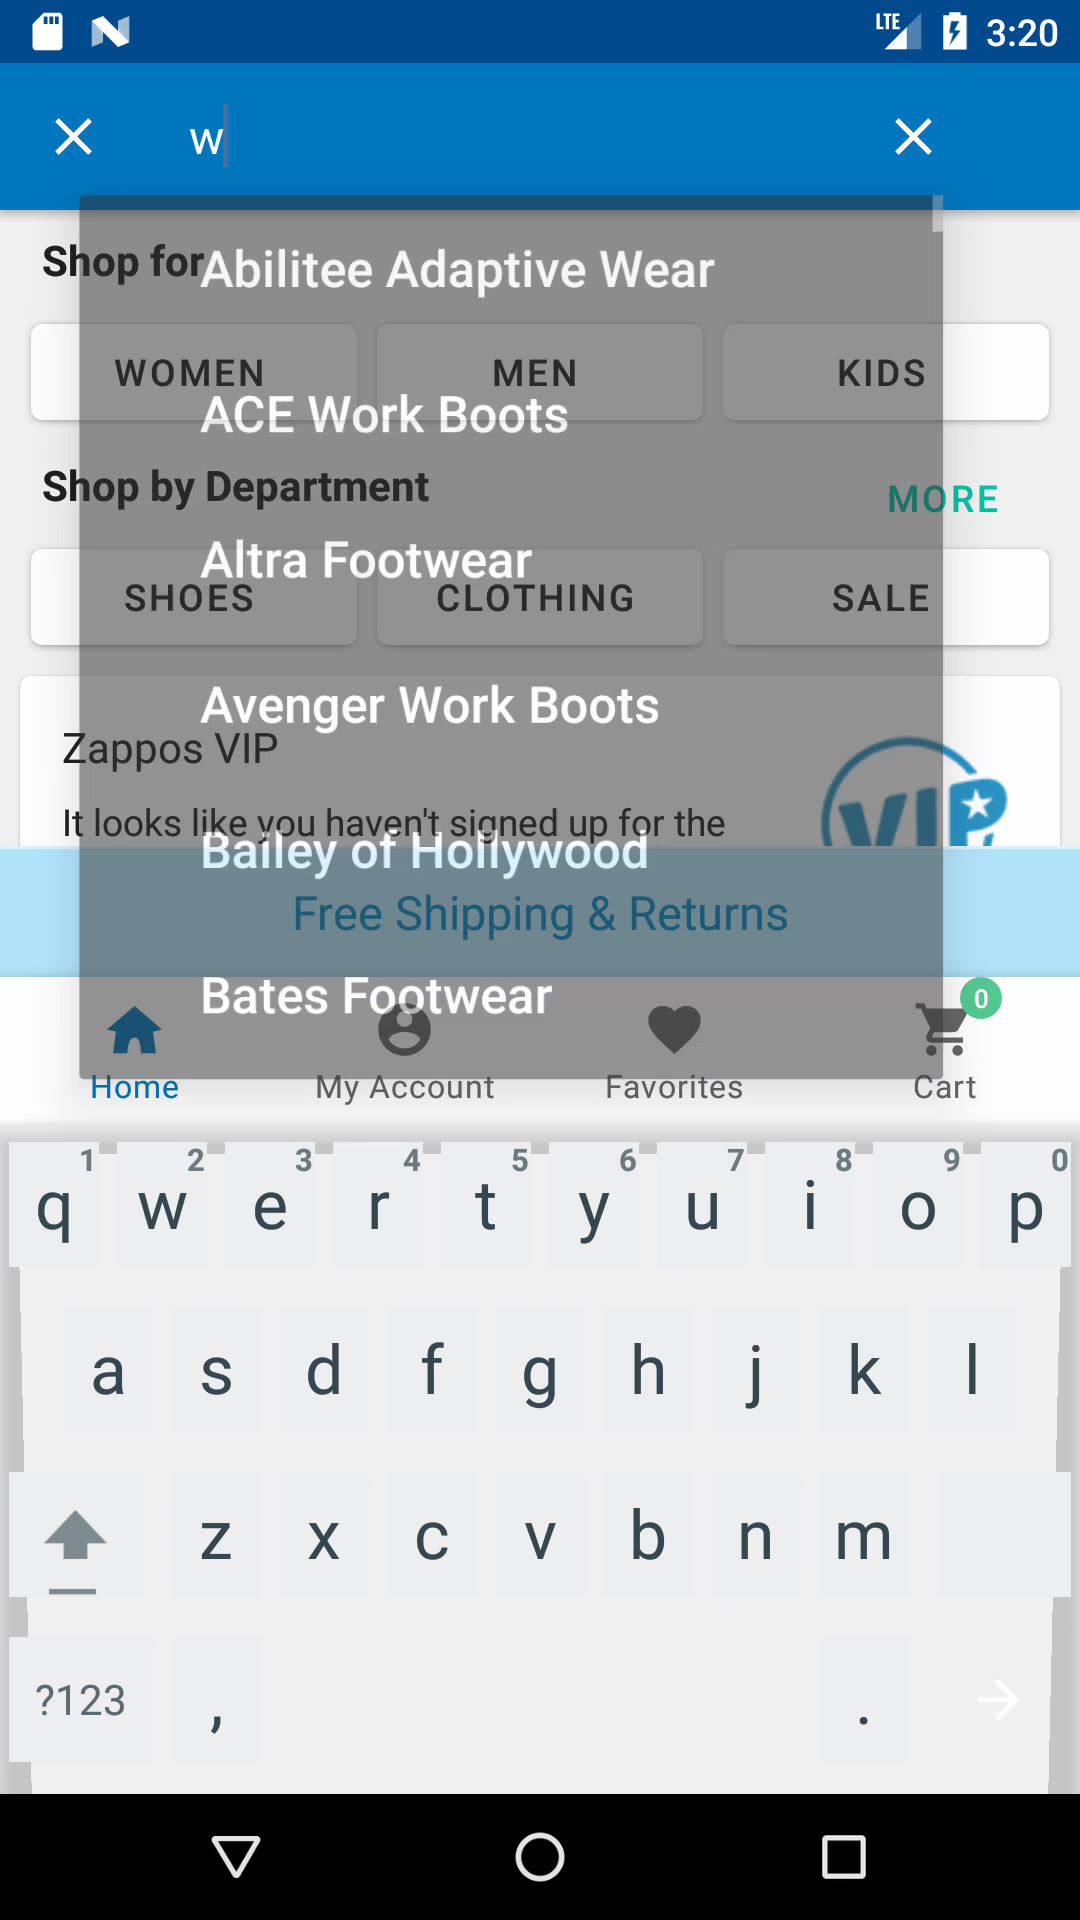 LTE 3:20
w
Shop for
Abilitee Adaptive Wear
WOMEN MEN KIDS
ACE Work Boots
Shop by Department MORE
Altra Footwear
SHOES CLOTHING SALE
Avenger Work Boots
Zappos VIP
VIP
It looks like you haven't signed up for the
Bailey of Hollywood
Free Shipping & Returns
Bates Footwear
0
Home My Account Favorites Cart
1 2 3 4 5 6 7 8 9 0
q w e r t y u i o p
a s d f g h j k l
z x c v b n m
?123 , .